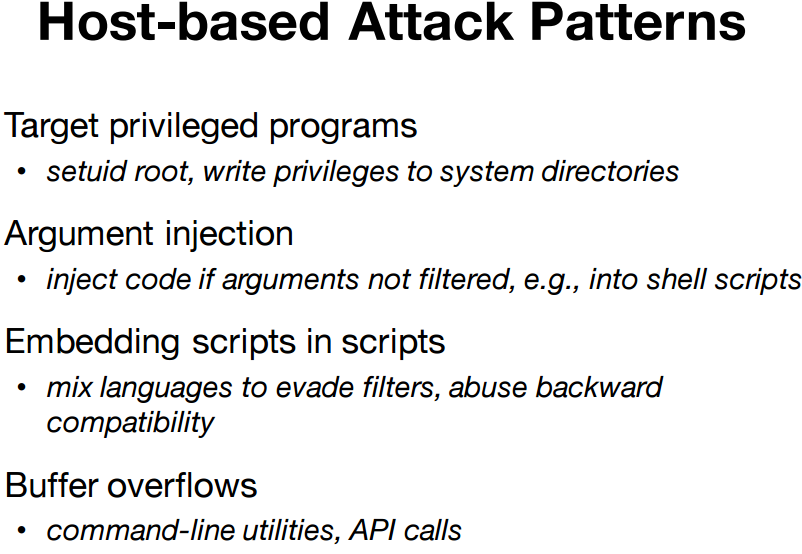 Host-based Attack Patterns
Target privileged programs
• setuid root, write privileges to system directories
Argument injection
• inject code if arguments not filtered, e.g., into shell scripts
Embedding scripts in scripts
• mix languages to evade filters, abuse backward
compatibility
Buffer overflows
• command-line utilities, API calls